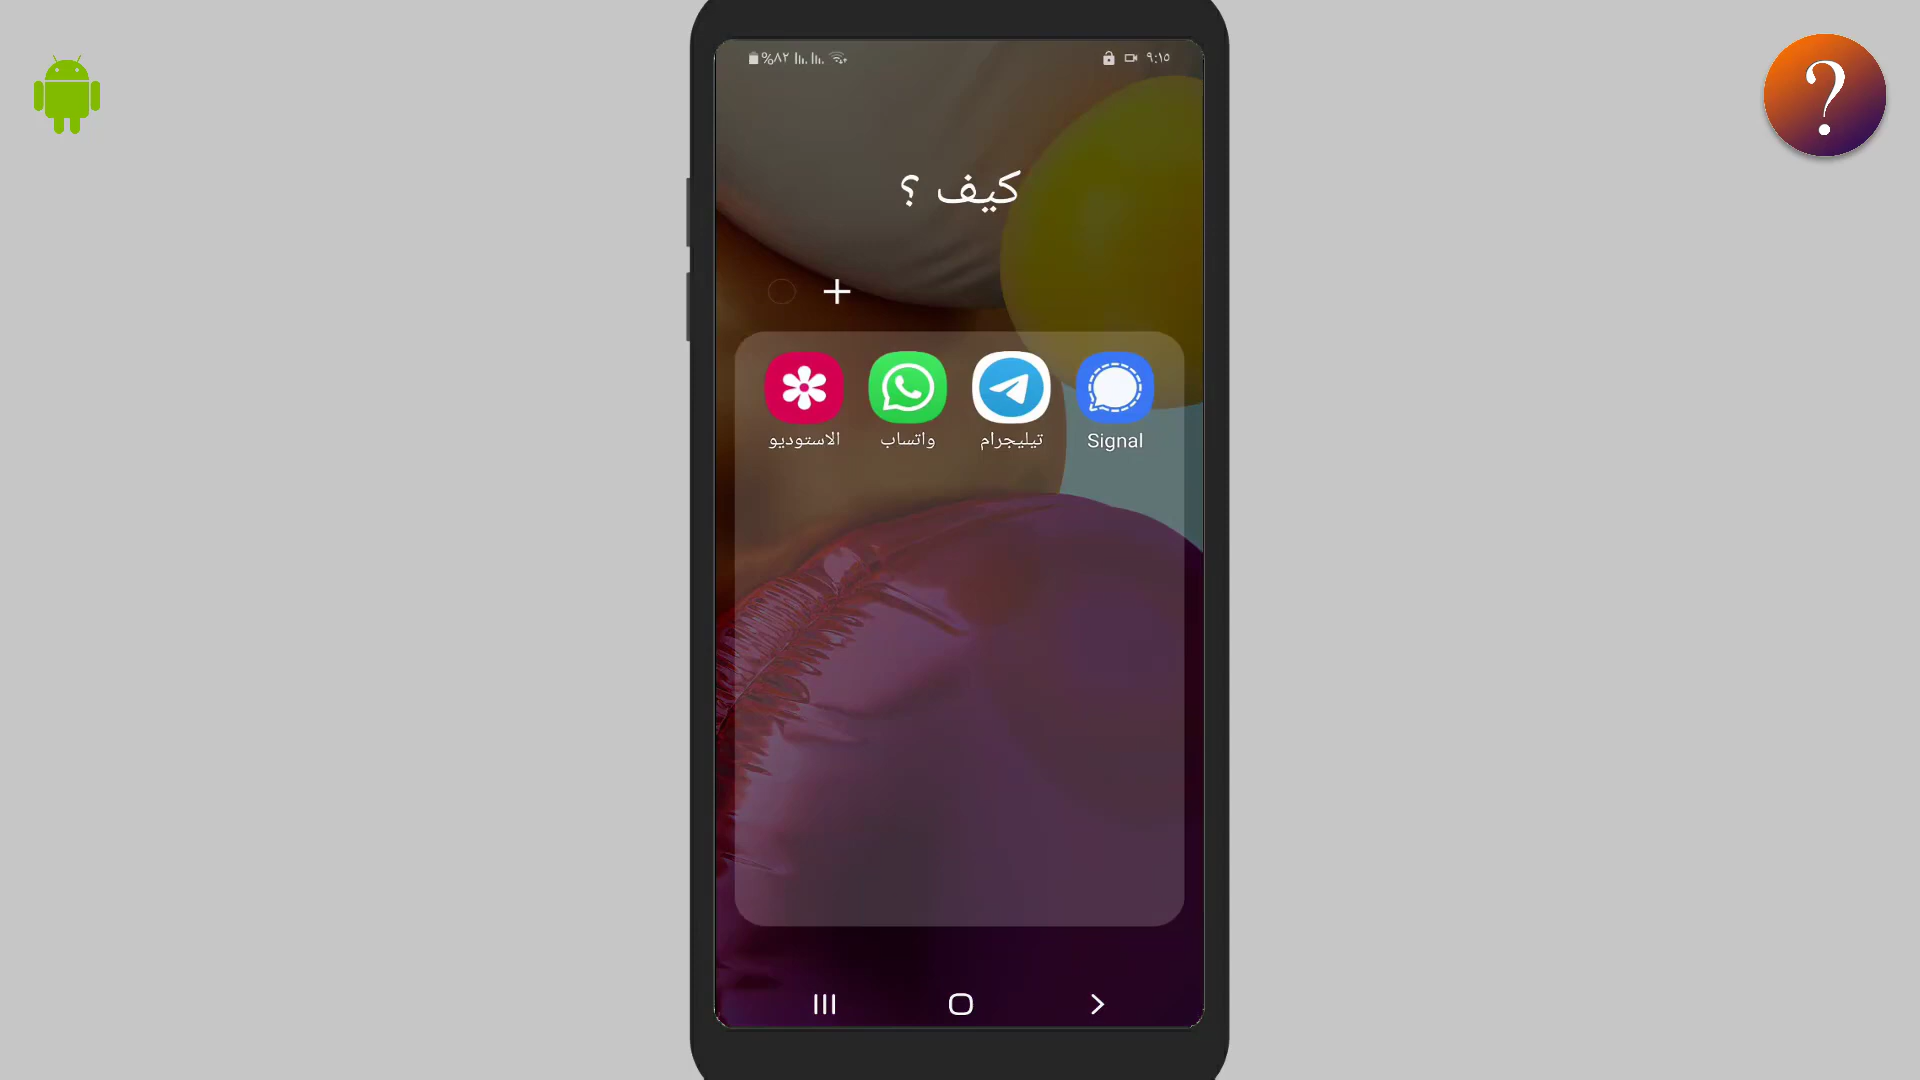 ٩:١٥ %٨٢
?
كيف ؟
Signal تيليجرام واتساب الاستوديو